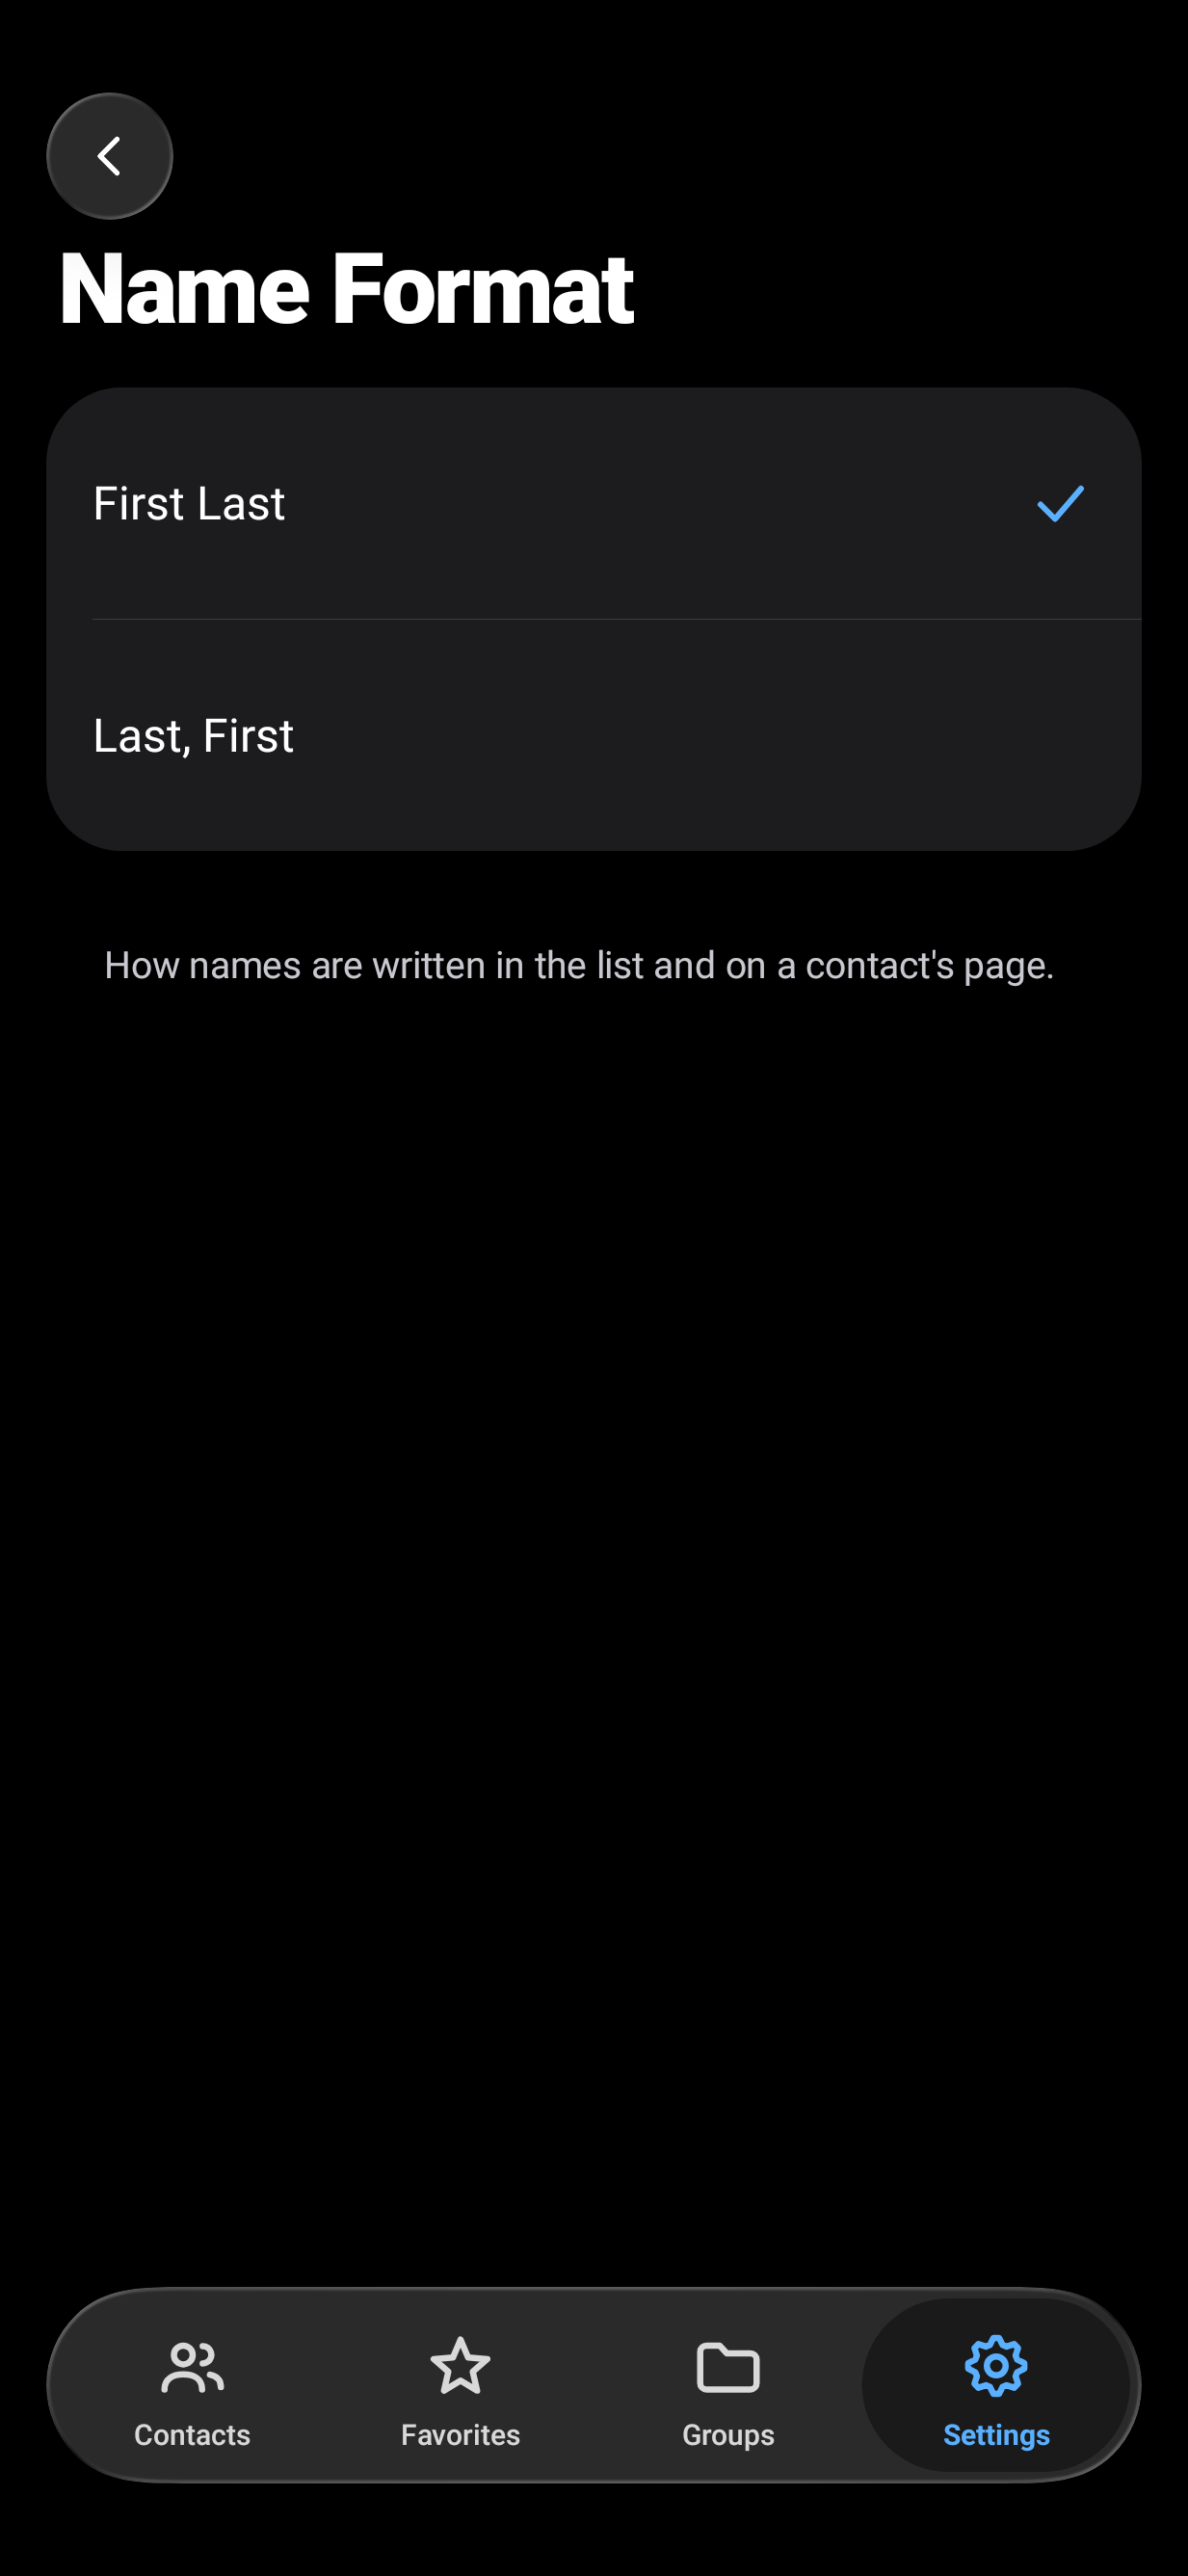 Name Format
First Last
Last, First
How names are written in the list and on a contact's page.
Contacts
Favorites
Groups
Settings